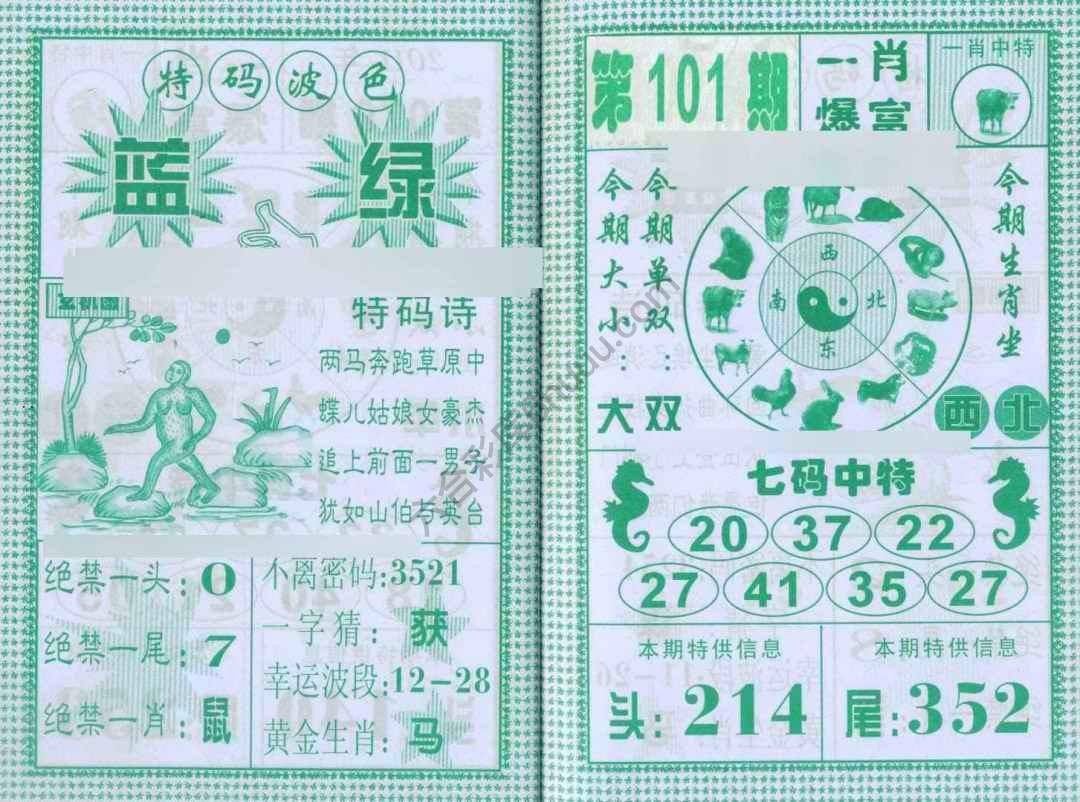 特码波色
蓝 绿
玄机图
特码诗
两马奔跑草原中
蝶儿姑娘女豪杰
追上前面一男子
犹如山伯与英台
绝禁一头:0
绝禁一尾:7
绝禁一肖:鼠
不离密码:3521
一字猜:获
幸运波段:12-28
黄金生肖:马
第101期
一肖
爆富
一肖中特
今期大小:大
今期单双:双
西
南 北
东
今期生肖坐
西北
七码中特
20 37 22
27 41 35 27
本期特供信息
头:214
本期特供信息
尾:352